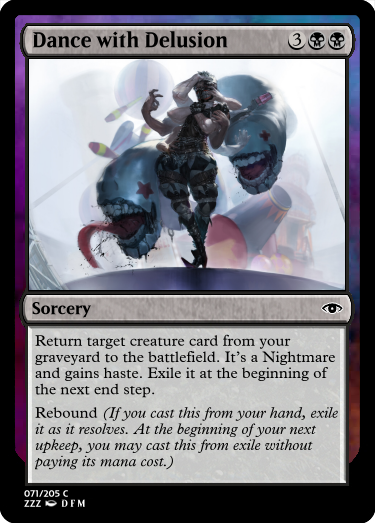 Dance with Delusion 3
Sorcery
Return target creature card from your
graveyard to the battlefield. It's a Nightmare
and gains haste. Exile it at the beginning of
the next end step.
Rebound (If you cast this from your hand, exile
it as it resolves. At the beginning of your next
upkeep, you may cast this from exile without
paying its mana cost.)
071/205 C
ZZZ DFM